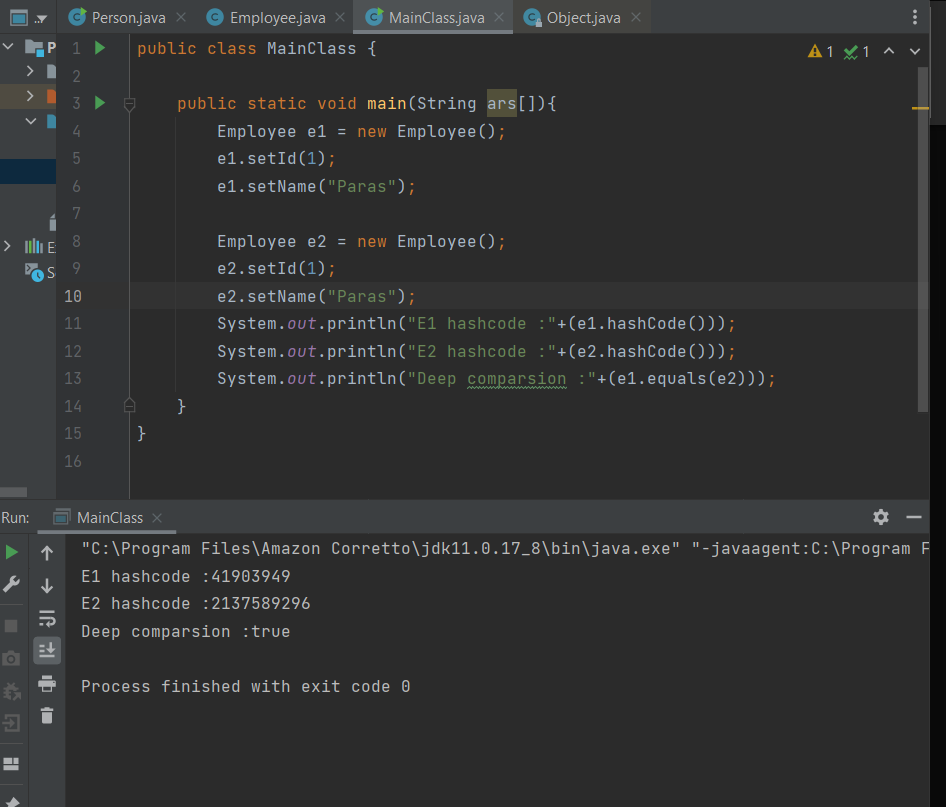 Person.java Employee.java MainClass.java Object.java
P
1 public class MainClass { 1 1
2
3 public static void main(String ars[]){
4 Employee e1 = new Employee();
5 e1.setId(1);
6 e1.setName("Paras");
7
8 Employee e2 = new Employee();
9 e2.setId(1);
10 e2.setName("Paras");
11 System.out.println("E1 hashcode :"+(e1.hashCode()));
12 System.out.println("E2 hashcode :"+(e2.hashCode()));
13 System.out.println("Deep comparsion :"+(e1.equals(e2)));
14 }
15 }
16
E
S
Run: MainClass
"C:\Program Files\Amazon Corretto\jdk11.0.17_8\bin\java.exe" "-javaagent:C:\Program F
E1 hashcode :41903949
E2 hashcode :2137589296
Deep comparsion :true
Process finished with exit code 0